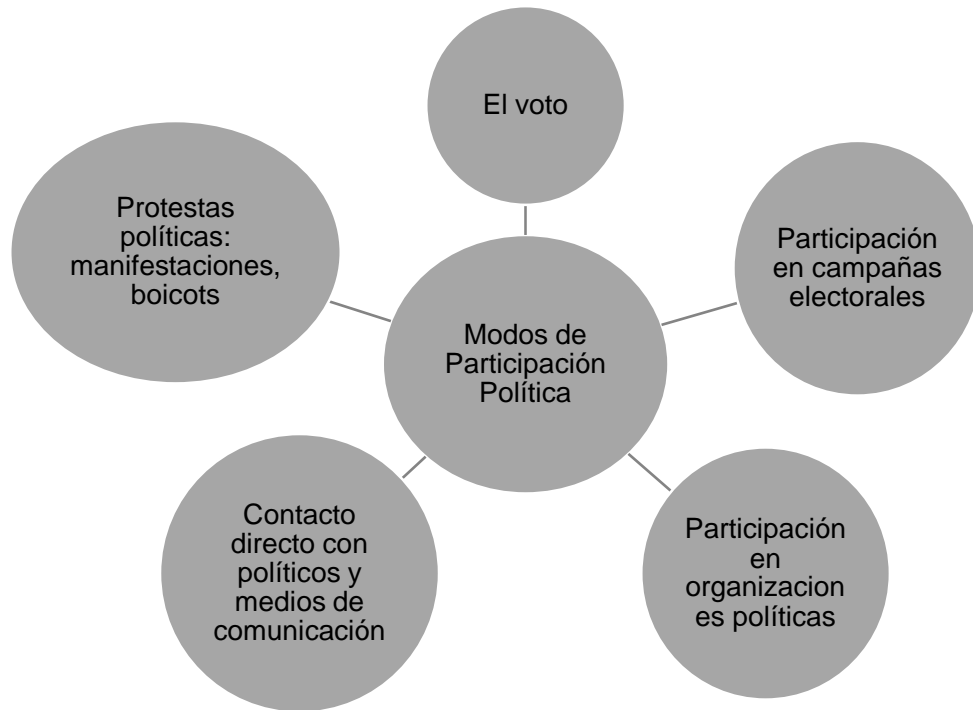 El voto
Protestas
políticas:
manifestaciones,
boicots
Participación
en campañas
electorales
Modos de
Participación
Política
Contacto
directo con
políticos y
medios de
comunicación
Participación
en
organizacion
es políticas